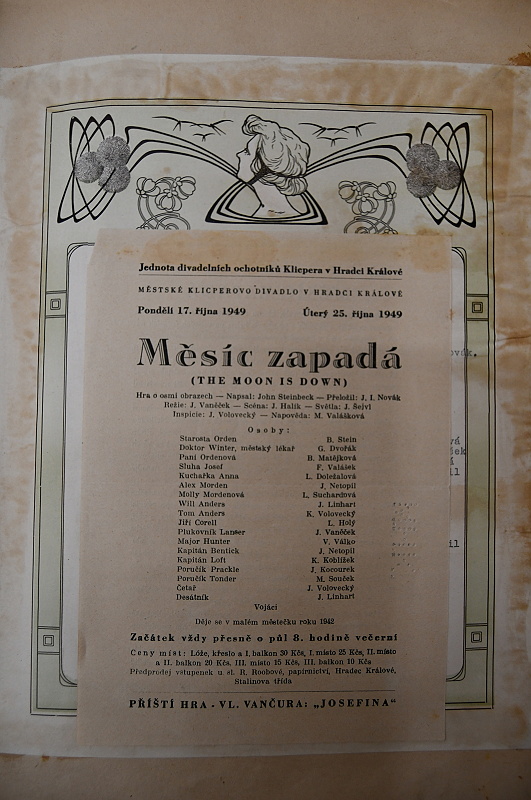 Jednota divadelních ochotníků Klicpera v Hradci Králové
MĚSTSKÉ KLICPEROVO DIVADLO V HRADCI KRÁLOVÉ
Pondělí 17. října 1949 Úterý 25. října 1949
Měsíc zapadá
(THE MOON IS DOWN)
Hra o osmi obrazech — Napsal: John Steinbeck — Přeložil: J. I. Novák
Režie: J. Vaněček — Scéna: J. Halík — Světla: J. Šejvl
Inspicie: J. Volovecký — Napověda: M. Valášková
Osoby:
Starosta Orden B. Stein
Doktor Winter, městský lékař G. Dvořák
Paní Ordenová B. Matějková
Sluha Josef F. Valášek
Kuchařka Anna L. Doležalová
Alex Morden J. Netopil
Molly Mordenová L. Suchardová
Will Anders J. Linhart
Tom Anders K. Volovecký
Jiří Corell L. Holý
Plukovník Lanser J. Vaněček
Major Hunter V. Válko
Kapitán Bentick J. Netopil
Kapitán Loft K. Koblížek
Poručík Prackle J. Kocourek
Poručík Tonder M. Souček
Četař J. Volovecký
Desátník J. Linhart
Vojáci
Děje se v malém městečku roku 1942
Začátek vždy přesně o půl 8. hodině večerní
Ceny míst: Lóže, křeslo a I. balkon 30 Kčs, I. místo 25 Kčs, II. místo
a II. balkon 20 Kčs, III. místo 15 Kčs, III. balkon 10 Kčs
Předprodej vstupenek u sl. R. Roobové, papírnictví, Hradec Králové,
Stalinova třída
PŘÍŠTÍ HRA - VL. VANČURA: „JOSEFINA"